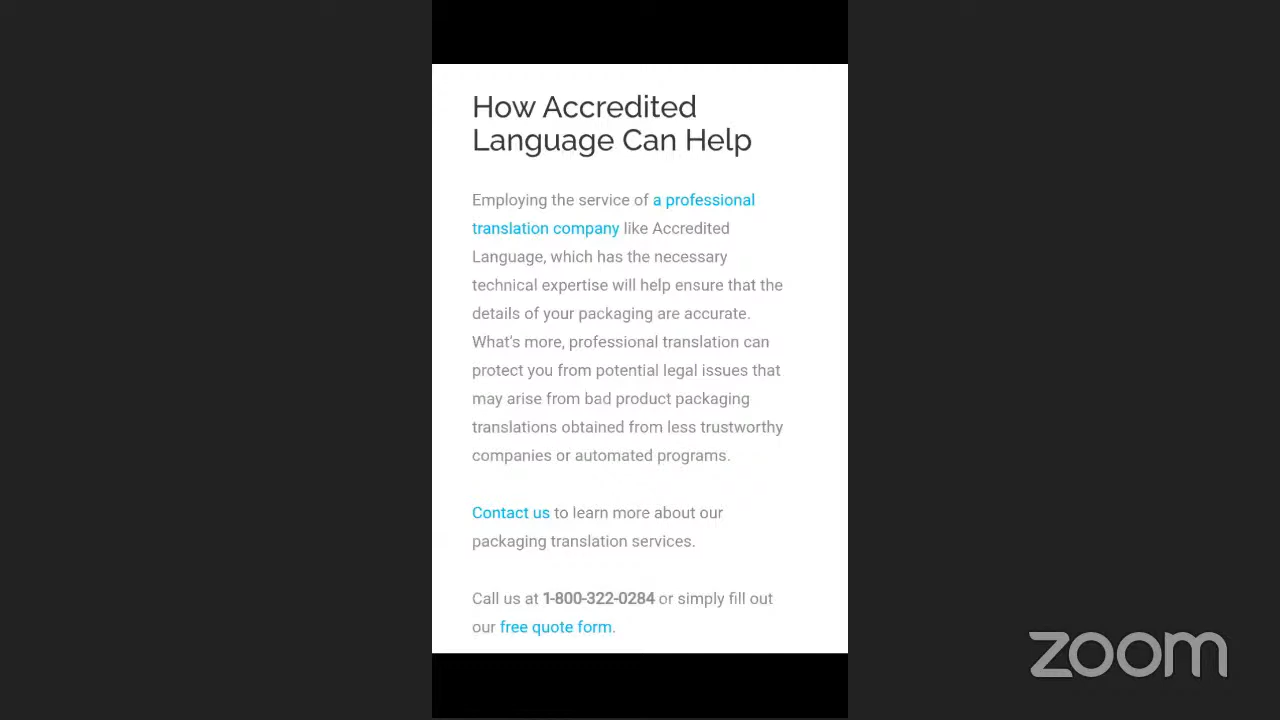 How Accredited
Language Can Help
Employing the service of a professional
translation company like Accredited
Language, which has the necessary
technical expertise will help ensure that the
details of your packaging are accurate.
What's more, professional translation can
protect you from potential legal issues that
may arise from bad product packaging
translations obtained from less trustworthy
companies or automated programs.
Contact us to learn more about our
packaging translation services.
Call us at 1-800-322-0284 or simply fill out
our free quote form.
zoom